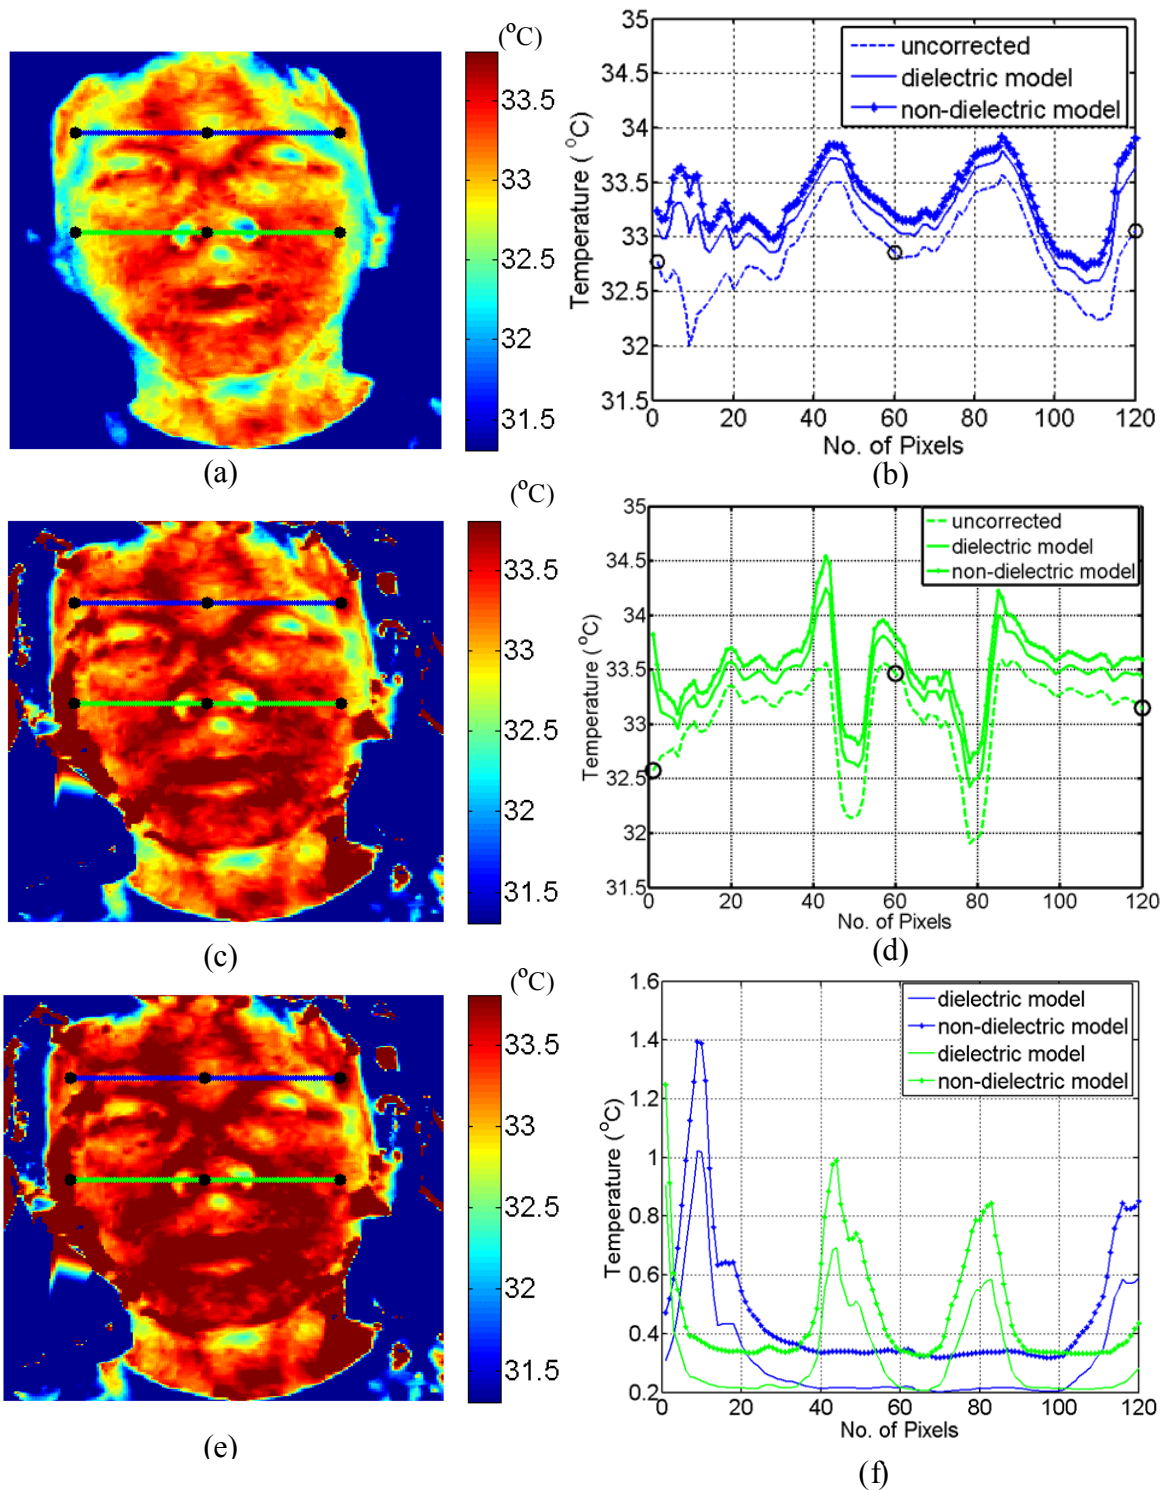 (°C)
33.5
33
32.5
32
31.5
(a)
35
34.5
34
33.5
33
32.5
32
31.5
Temperature ( °C)
uncorrected
dielectric model
non-dielectric model
0 20 40 60 80 100 120
No. of Pixels
(b)
(°C)
33.5
33
32.5
32
31.5
(c)
35
34.5
34
33.5
33
32.5
32
31.5
Temperature ( °C)
uncorrected
dielectric model
non-dielectric model
0 20 40 60 80 100 120
No. of Pixels
(d)
(°C)
33.5
33
32.5
32
31.5
(e)
1.6
1.4
1.2
1
0.8
0.6
0.4
0.2
Temperature (°C)
dielectric model
non-dielectric model
dielectric model
non-dielectric model
0 20 40 60 80 100 120
No. of Pixels
(f)